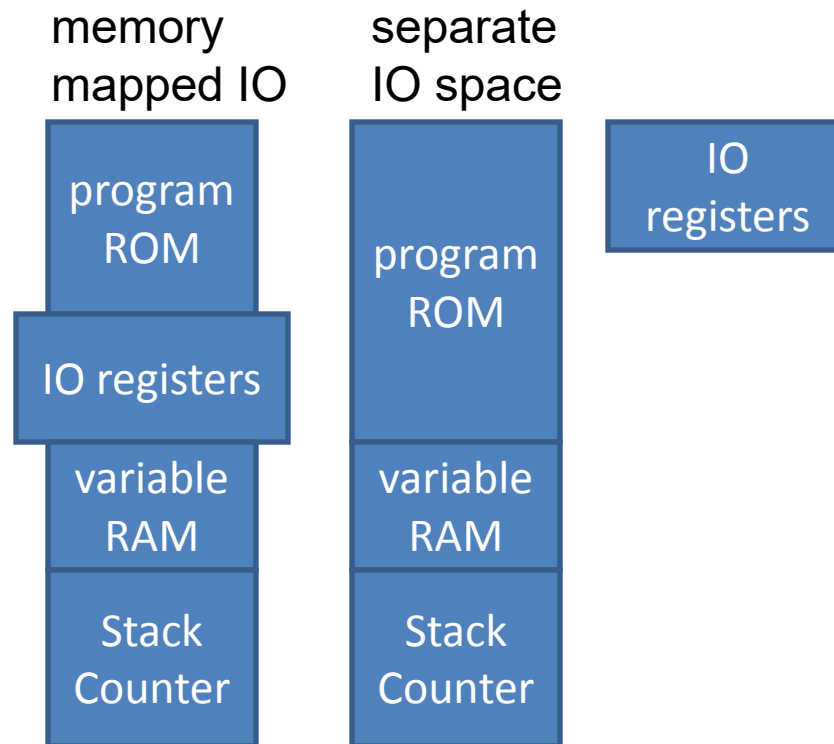 memory
mapped IO
program
ROM
IO registers
variable
RAM
Stack
Counter
separate
IO space
program
ROM
variable
RAM
Stack
Counter
IO
registers